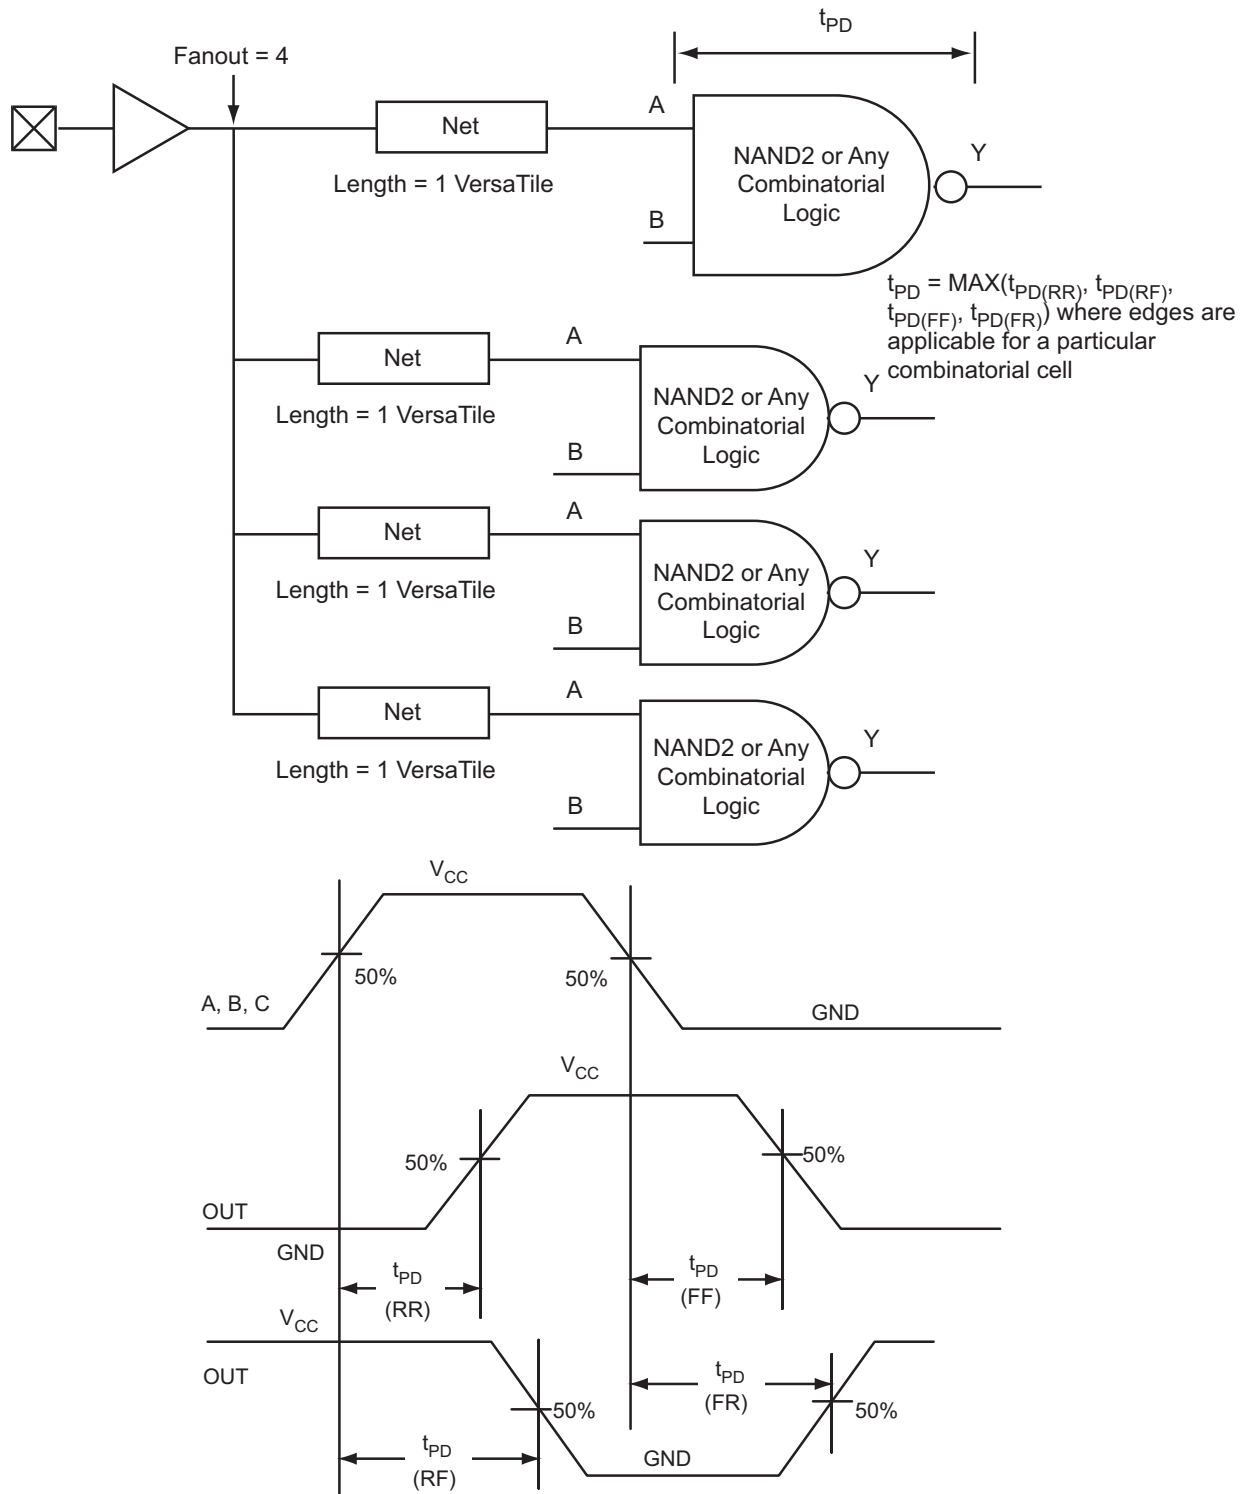 tPD
Fanout = 4
Net
Length = 1 VersaTile
A
B
NAND2 or Any
Combinatorial
Logic
Y
tPD = MAX(tPD(RR), tPD(RF),
tPD(FF), tPD(FR)) where edges are
applicable for a particular
combinatorial cell
Net
Length = 1 VersaTile
A
B
NAND2 or Any
Combinatorial
Logic
Y
Net
Length = 1 VersaTile
A
B
NAND2 or Any
Combinatorial
Logic
Y
Net
Length = 1 VersaTile
A
B
NAND2 or Any
Combinatorial
Logic
Y
VCC
50%
50%
A, B, C
GND
VCC
50%
50%
OUT
GND
tPD
(RR)
tPD
(FF)
VCC
OUT
tPD
(FR)
50%
50%
tPD
(RF)
GND